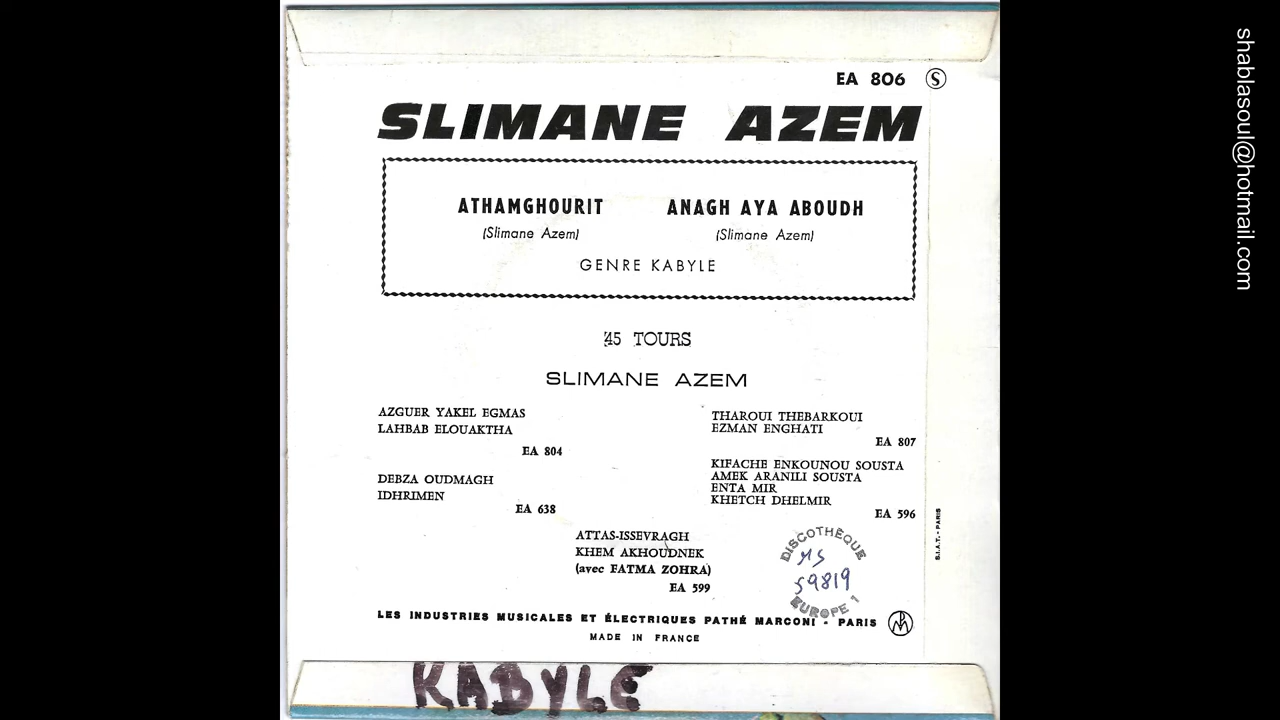 EA 806 Ⓢ
SLIMANE AZEM
ATHAMGHOURIT
(Slimane Azem)
ANAGH AYA ABOUDH
(Slimane Azem)
GENRE KABYLE
45 TOURS
SLIMANE AZEM
AZGUER YAKEL EGMAS
LAHBAB ELOUAKTHA
EA 804
DEBZA OUDMAGH
IDHRIMEN
EA 638
THAROUI THEBARKOUI
EZMAN ENGHATI
EA 807
KIFACHE ENKOUNOU SOUSTA
AMEK ARANILI SOUSTA
ENTA MIR
KHETCH DHELMIR
EA 596
ATTAS-ISSEVRAGH
KHEM AKHOUDNEK
(avec FATMA ZOHRA)
EA 599
DISCOTHÈQUE
59819
EUROPE 1
S.I.A.T. - PARIS
LES INDUSTRIES MUSICALES ET ÉLECTRIQUES PATHÉ MARCONI - PARIS
MADE IN FRANCE
KABYLE
shablasoul@hotmail.com